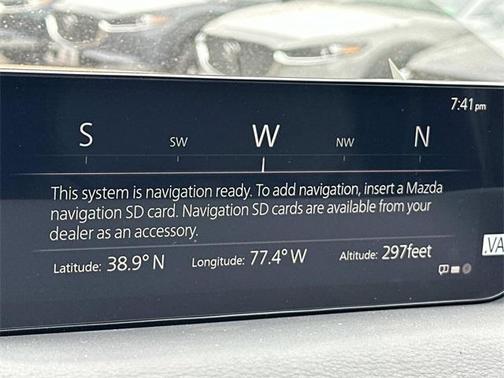 7:41 pm
S SW W NW N
This system is navigation ready. To add navigation, insert a Mazda
navigation SD card. Navigation SD cards are available from your
dealer as an accessory.
Latitude: 38.9° N Longitude: 77.4° W Altitude: 297feet
.VA